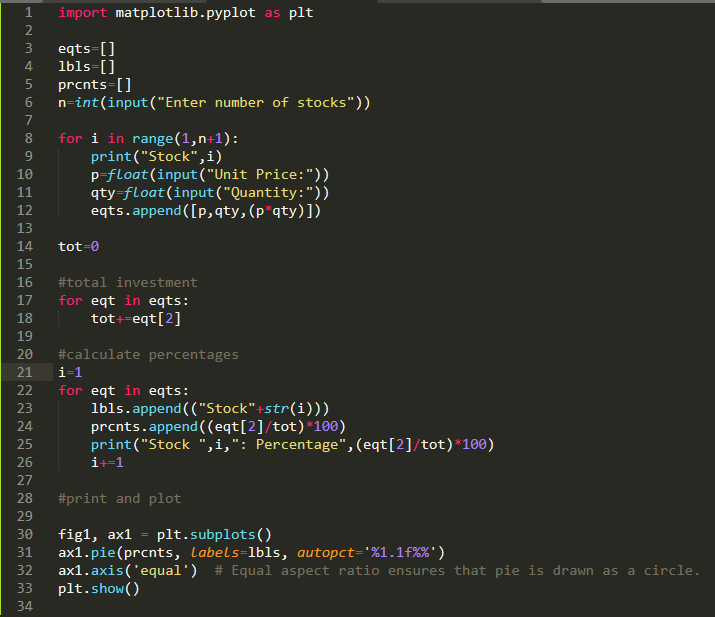 1 import matplotlib.pyplot as plt
2
3 eqts=[]
4 lbls=[]
5 prcnts=[]
6 n=int(input("Enter number of stocks"))
7
8 for i in range(1,n+1):
9     print("Stock",i)
10     p=float(input("Unit Price:"))
11     qty=float(input("Quantity:"))
12     eqts.append([p,qty,(p*qty)])
13
14 tot=0
15
16 #total investment
17 for eqt in eqts:
18     tot+=eqt[2]
19
20 #calculate percentages
21 i=1
22 for eqt in eqts:
23     lbls.append(("Stock"+str(i)))
24     prcnts.append((eqt[2]/tot)*100)
25     print("Stock ",i,": Percentage",(eqt[2]/tot)*100)
26     i+=1
27
28 #print and plot
29
30 fig1, ax1 = plt.subplots()
31 ax1.pie(prcnts, labels=lbls, autopct='%1.1f%%')
32 ax1.axis('equal')  # Equal aspect ratio ensures that pie is drawn as a circle.
33 plt.show()
34